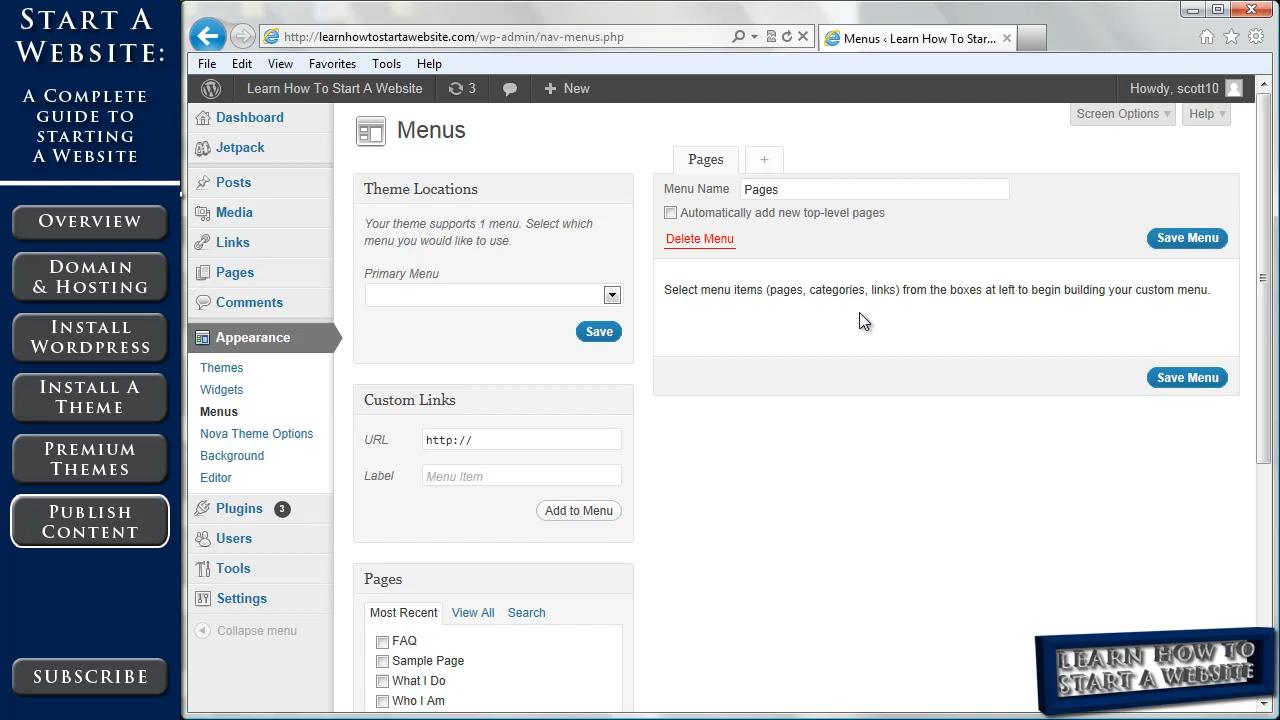 START A
WEBSITE:
A COMPLETE
GUIDE TO
STARTING
A WEBSITE
OVERVIEW
DOMAIN
& HOSTING
INSTALL
WORDPRESS
INSTALL A
THEME
PREMIUM
THEMES
PUBLISH
CONTENT
SUBSCRIBE
http://learnhowtostartawebsite.com/wp-admin/nav-menus.php
Menus ‹ Learn How To Star...
File Edit View Favorites Tools Help
Learn How To Start A Website 3 + New Howdy, scott10
Dashboard
Jetpack
Posts
Media
Links
Pages
Comments
Appearance
Themes
Widgets
Menus
Nova Theme Options
Background
Editor
Plugins 3
Users
Tools
Settings
Collapse menu
Screen Options Help
Menus
Theme Locations
Your theme supports 1 menu. Select which
menu you would like to use.
Primary Menu
Save
Custom Links
URL http://
Label Menu Item
Add to Menu
Pages
Most Recent View All Search
FAQ
Sample Page
What I Do
Who I Am
Pages +
Menu Name Pages
Automatically add new top-level pages
Delete Menu Save Menu
Select menu items (pages, categories, links) from the boxes at left to begin building your custom menu.
Save Menu
LEARN HOW TO
START A WEBSITE